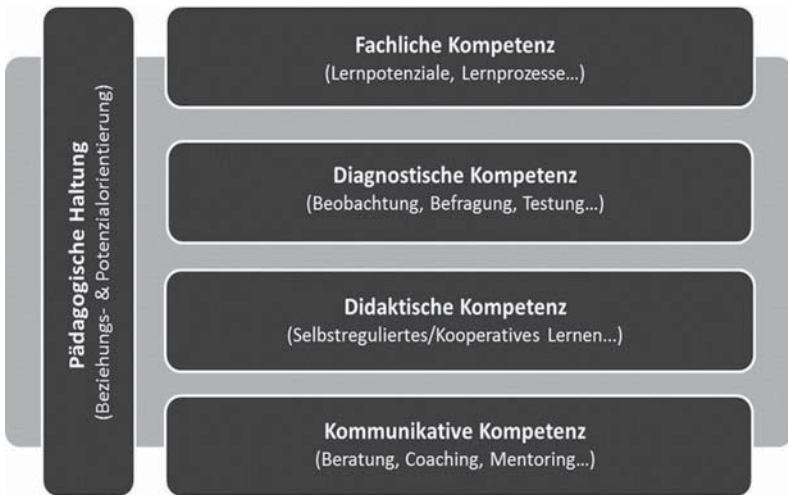 Pädagogische Haltung
(Beziehungs- & Potenzialorientierung)
Fachliche Kompetenz
(Lernpotenziale, Lernprozesse...)
Diagnostische Kompetenz
(Beobachtung, Befragung, Testung...)
Didaktische Kompetenz
(Selbstreguliertes/Kooperatives Lernen...)
Kommunikative Kompetenz
(Beratung, Coaching, Mentoring...)